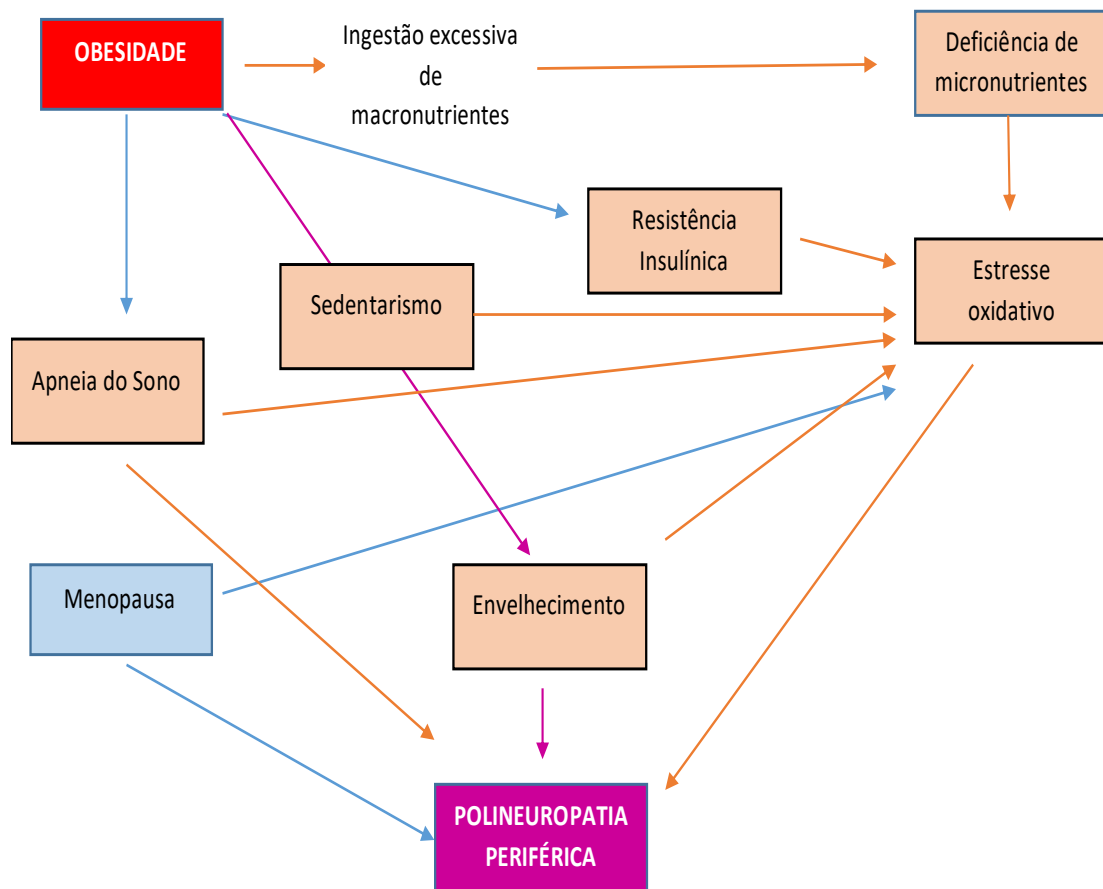 OBESIDADE
Ingestão excessiva
de
macronutrientes
Deficiência de
micronutrientes
Resistência
Insulínica
Sedentarismo
Estresse
oxidativo
Apneia do Sono
Menopausa
Envelhecimento
POLINEUROPATIA
PERIFÉRICA